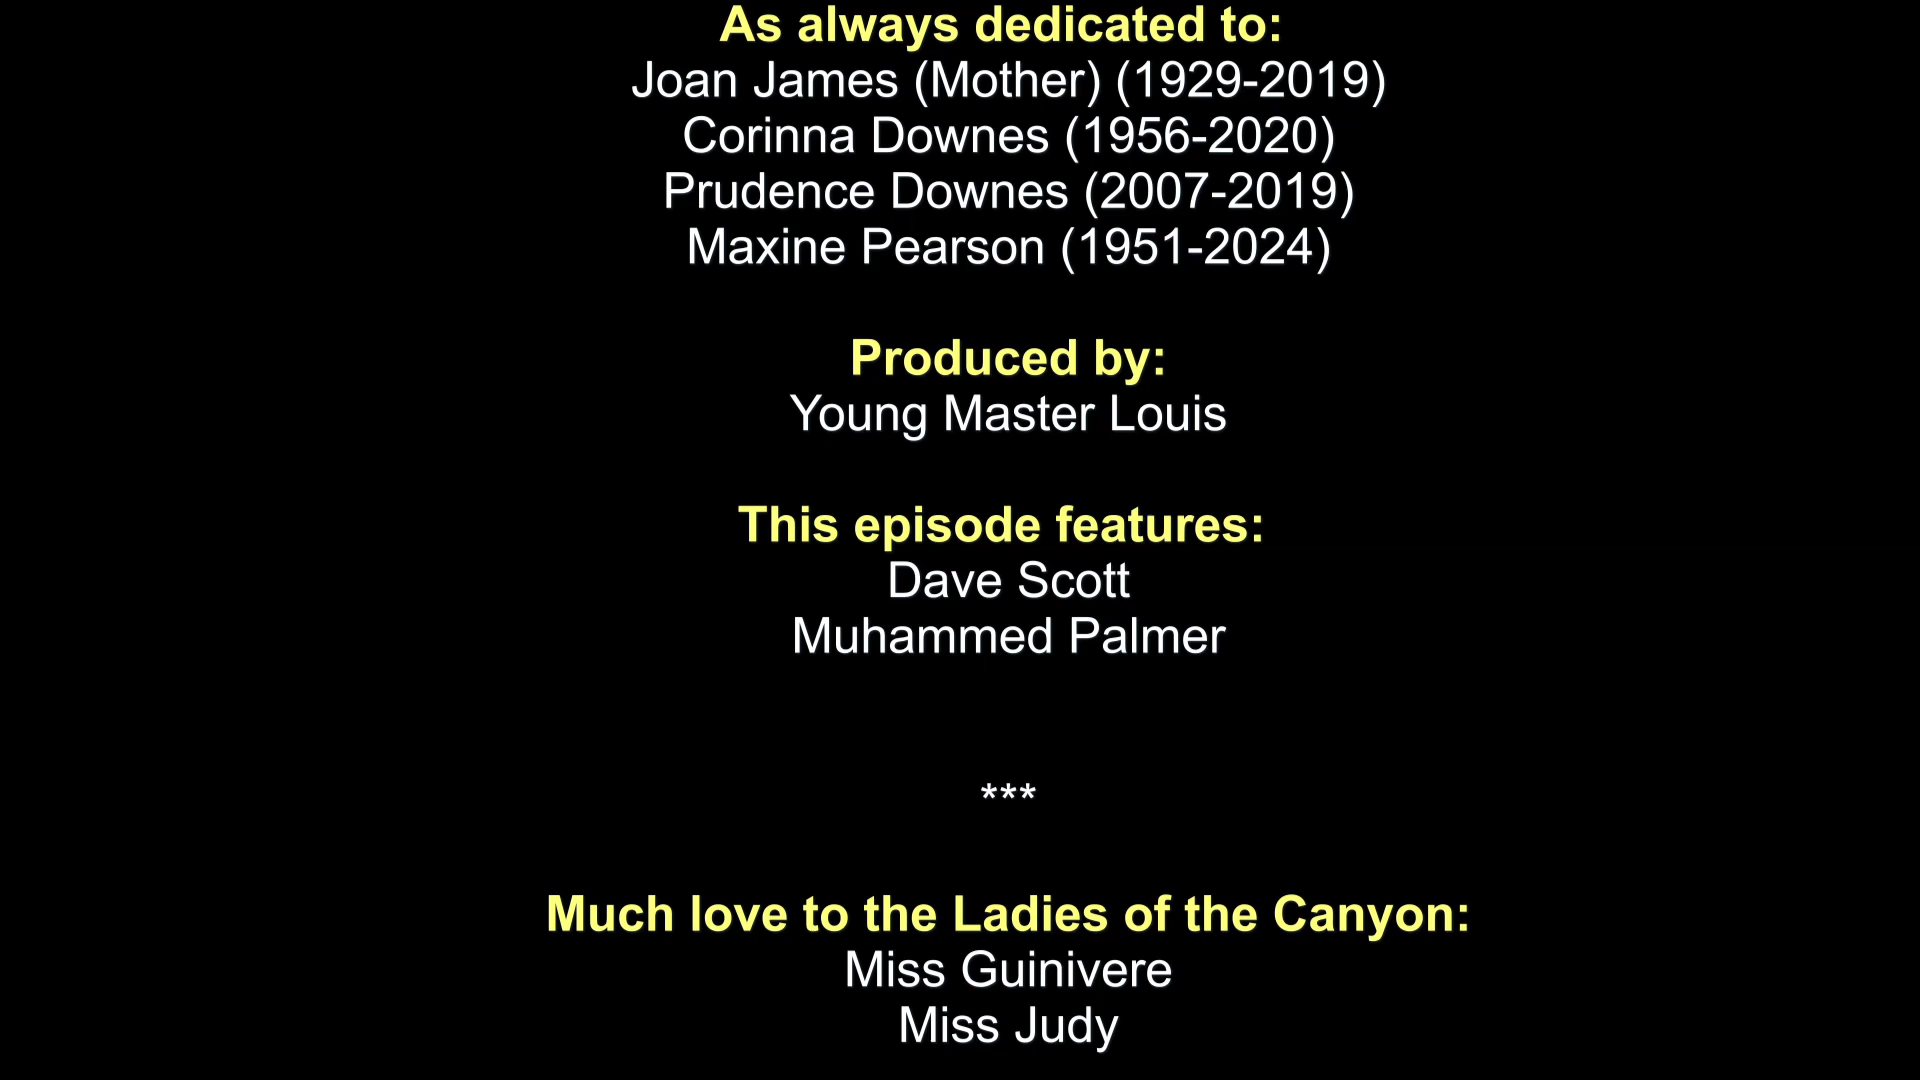 As always dedicated to:
Joan James (Mother) (1929-2019)
Corinna Downes (1956-2020)
Prudence Downes (2007-2019)
Maxine Pearson (1951-2024)
Produced by:
Young Master Louis
This episode features:
Dave Scott
Muhammed Palmer
***
Much love to the Ladies of the Canyon:
Miss Guinivere
Miss Judy